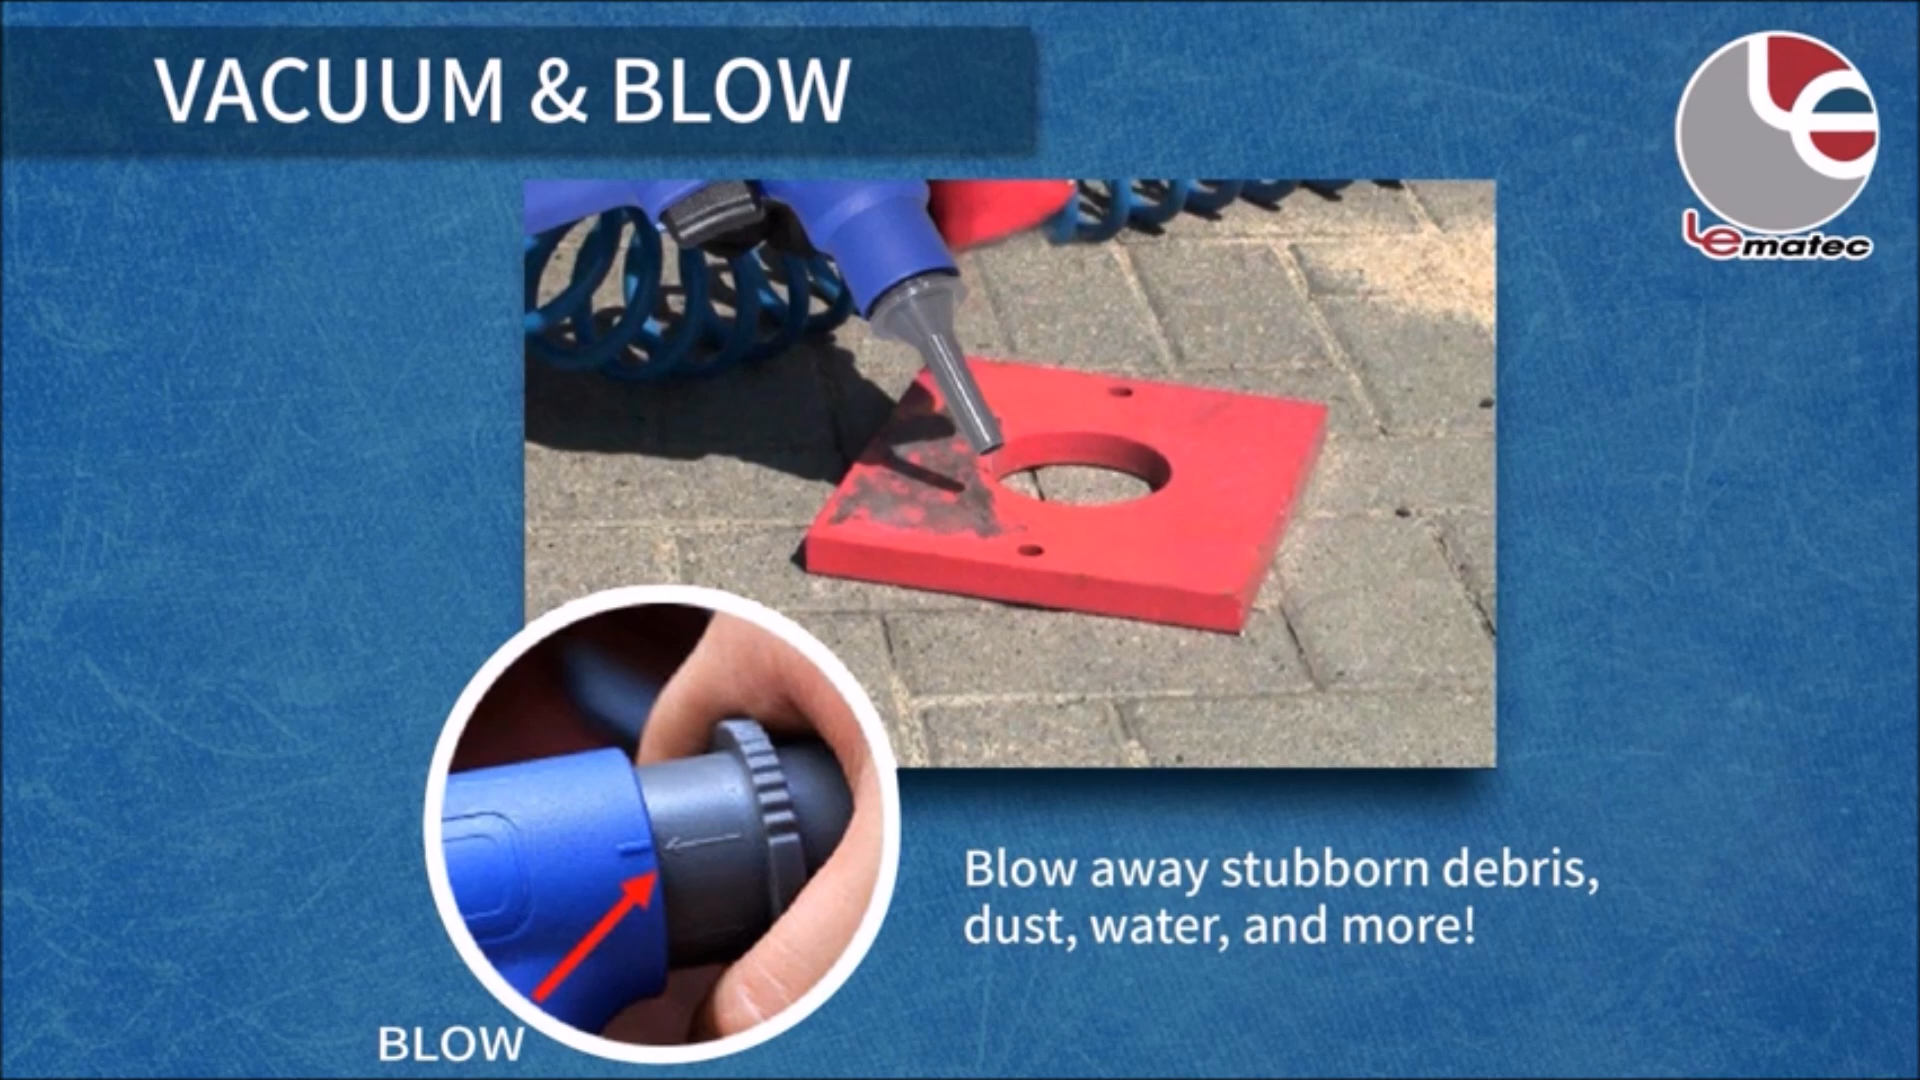 VACUUM & BLOW
Lematec
Blow away stubborn debris,
dust, water, and more!
BLOW